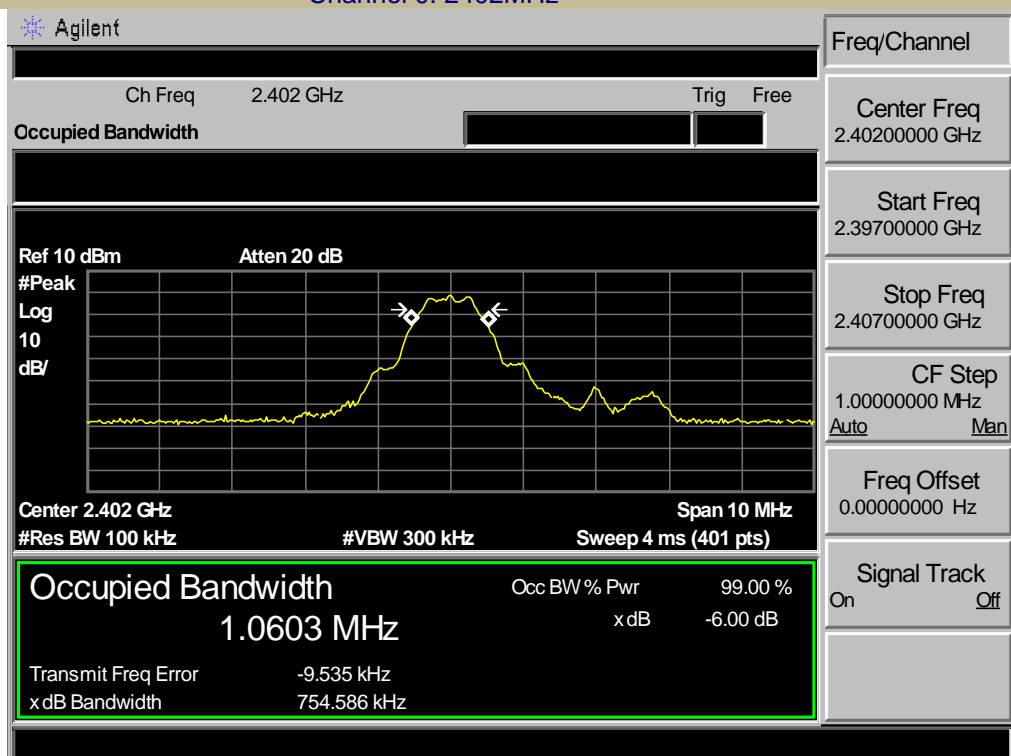 Channel 0: 2402MHz
Agilent
Freq/Channel
Ch Freq 2.402 GHz Trig Free
Occupied Bandwidth
Center Freq
2.40200000 GHz
Start Freq
2.39700000 GHz
Stop Freq
2.40700000 GHz
CF Step
1.00000000 MHz
Auto Man
Freq Offset
0.00000000 Hz
Signal Track
On Off
Ref 10 dBm Atten 20 dB
#Peak
Log
10
dB/
Center 2.402 GHz Span 10 MHz
#Res BW 100 kHz #VBW 300 kHz Sweep 4 ms (401 pts)
Occupied Bandwidth Occ BW % Pwr 99.00 %
1.0603 MHz x dB -6.00 dB
Transmit Freq Error -9.535 kHz
x dB Bandwidth 754.586 kHz